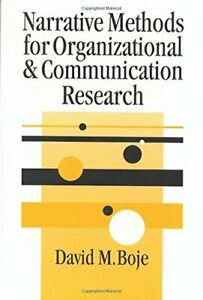 Narrative Methods
for Organizational
& Communication
Research
David M. Boje